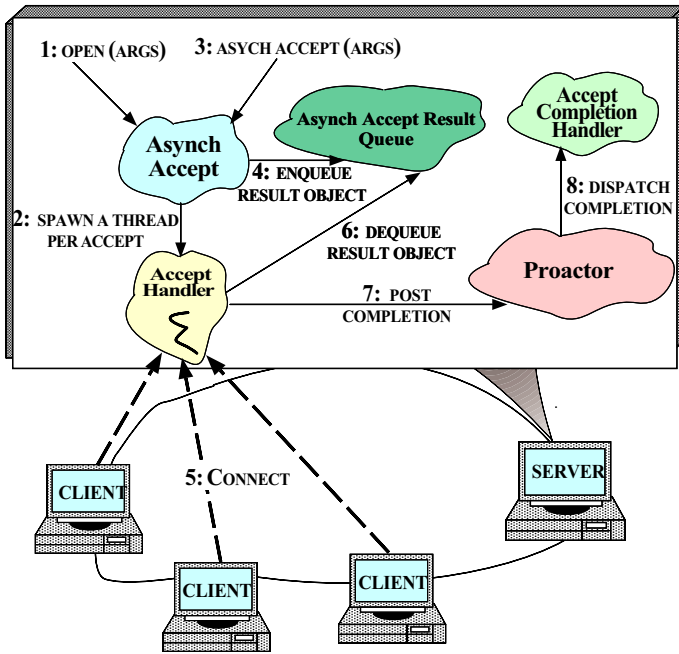 1: OPEN (ARGS)
3: ASYCH ACCEPT (ARGS)
Asynch Accept Result
Queue
Accept
Completion
Handler
Asynch
Accept
4: ENQUEUE
RESULT OBJECT
8: DISPATCH
COMPLETION
2: SPAWN A THREAD
PER ACCEPT
6: DEQUEUE
RESULT OBJECT
Accept
Handler
Proactor
7: POST
COMPLETION
CLIENT
5: CONNECT
SERVER
CLIENT
CLIENT